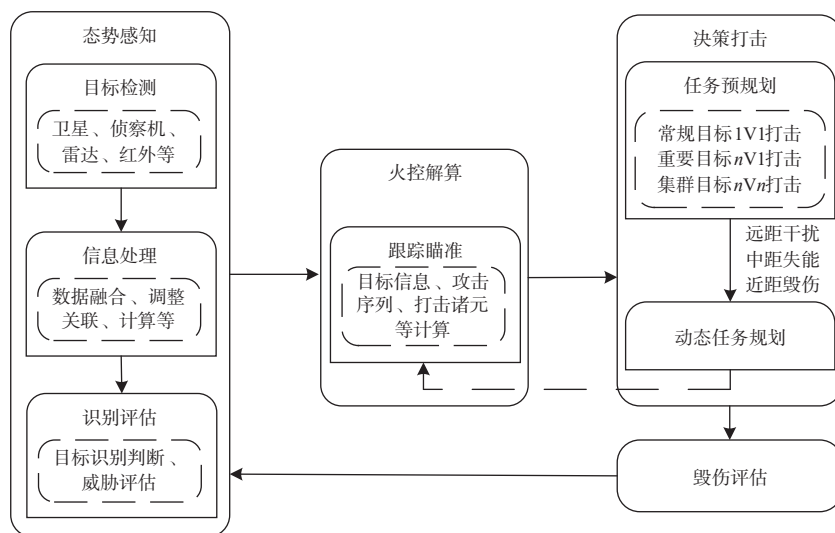 态势感知
目标检测
卫星、侦察机、
雷达、红外等
信息处理
数据融合、调整
关联、计算等
识别评估
目标识别判断、
威胁评估
火控解算
跟踪瞄准
目标信息、攻击
序列、打击诸元
等计算
决策打击
任务预规划
常规目标1V1打击
重要目标nV1打击
集群目标nVn打击
远距干扰
中距失能
近距毁伤
动态任务规划
毁伤评估